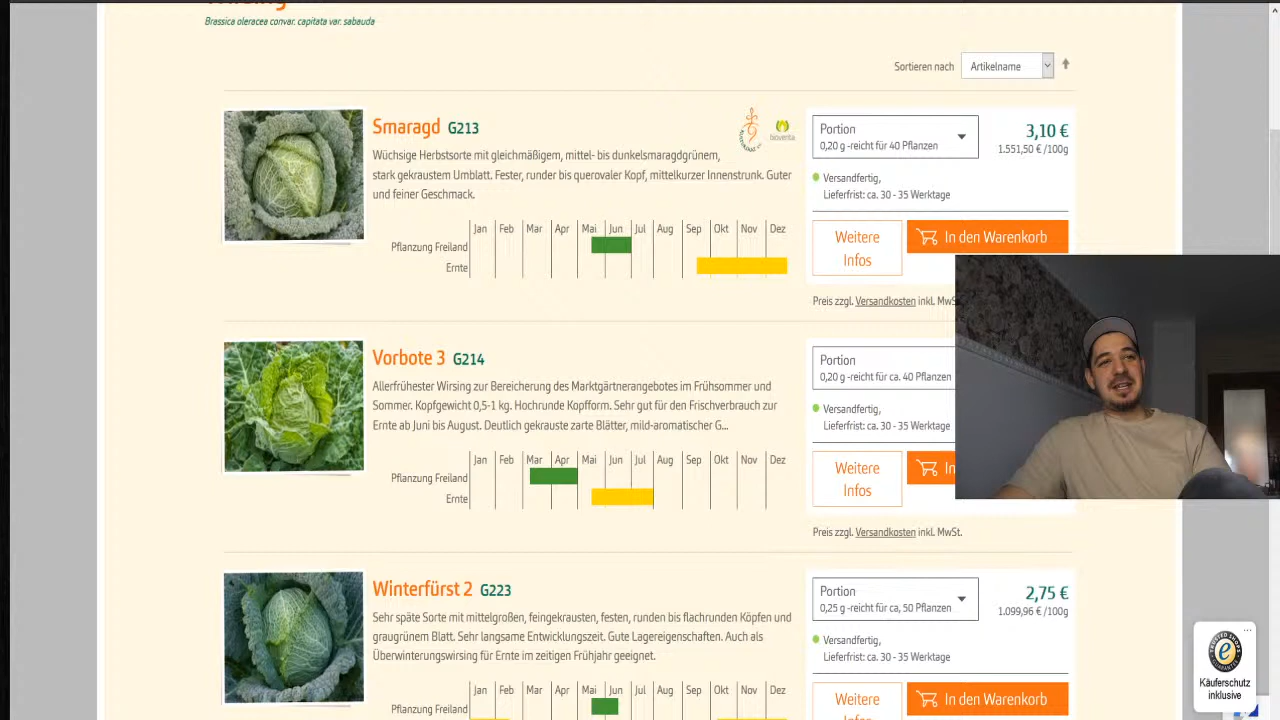 Brassica oleracea convar. capitata var. sabauda
Sortieren nach Artikelname
Smaragd G213
bioverita
Wüchsige Herbstsorte mit gleichmäßigem, mittel- bis dunkelsmaragdgrünem,
stark gekraustem Umblatt. Fester, runder bis querovaler Kopf, mittelkurzer Innenstrunk. Guter
und feiner Geschmack.
Jan Feb Mar Apr Mai Jun Jul Aug Sep Okt Nov Dez
Pflanzung Freiland
Ernte
Portion
0,20 g -reicht für 40 Pflanzen
3,10 €
1.551,50 € /100g
Versandfertig,
Lieferfrist: ca. 30 - 35 Werktage
Weitere
Infos
In den Warenkorb
Preis zzgl. Versandkosten inkl. MwS
Vorbote 3 G214
Allerfrühester Wirsing zur Bereicherung des Marktgärtnerangebotes im Frühsommer und
Sommer. Kopfgewicht 0,5-1 kg. Hochrunde Kopfform. Sehr gut für den Frischverbrauch zur
Ernte ab Juni bis August. Deutlich gekrauste zarte Blätter, mild-aromatischer G...
Jan Feb Mar Apr Mai Jun Jul Aug Sep Okt Nov Dez
Pflanzung Freiland
Ernte
Portion
0,20 g -reicht für ca. 40 Pflanzen
Versandfertig,
Lieferfrist: ca. 30 - 35 Werktage
Weitere
Infos
In
Preis zzgl. Versandkosten inkl. MwSt.
Winterfürst 2 G223
Sehr späte Sorte mit mittelgroßen, feingekrausten, festen, runden bis flachrunden Köpfen und
graugrünem Blatt. Sehr langsame Entwicklungszeit. Gute Lagereigenschaften. Auch als
Überwinterungswirsing für Ernte im zeitigen Frühjahr geeignet.
Jan Feb Mar Apr Mai Jun Jul Aug Sep Okt Nov Dez
Pflanzung Freiland
Portion
0,25 g -reicht für ca, 50 Pflanzen
2,75 €
1.099,96 € /100g
Versandfertig,
Lieferfrist: ca. 30 - 35 Werktage
Weitere
In den Warenkorb
Käuferschutz
inklusive